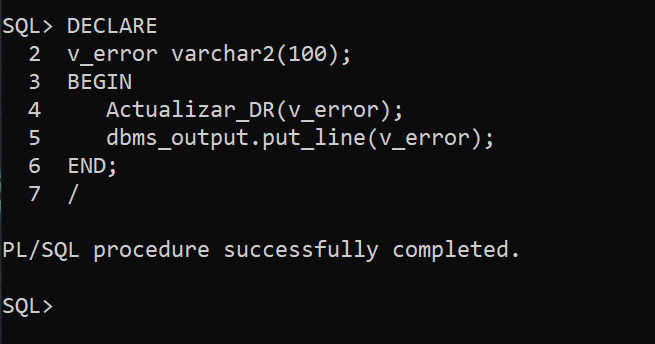 SQL> DECLARE
  2  v_error varchar2(100);
  3  BEGIN
  4     Actualizar_DR(v_error);
  5     dbms_output.put_line(v_error);
  6  END;
  7  /
PL/SQL procedure successfully completed.
SQL>